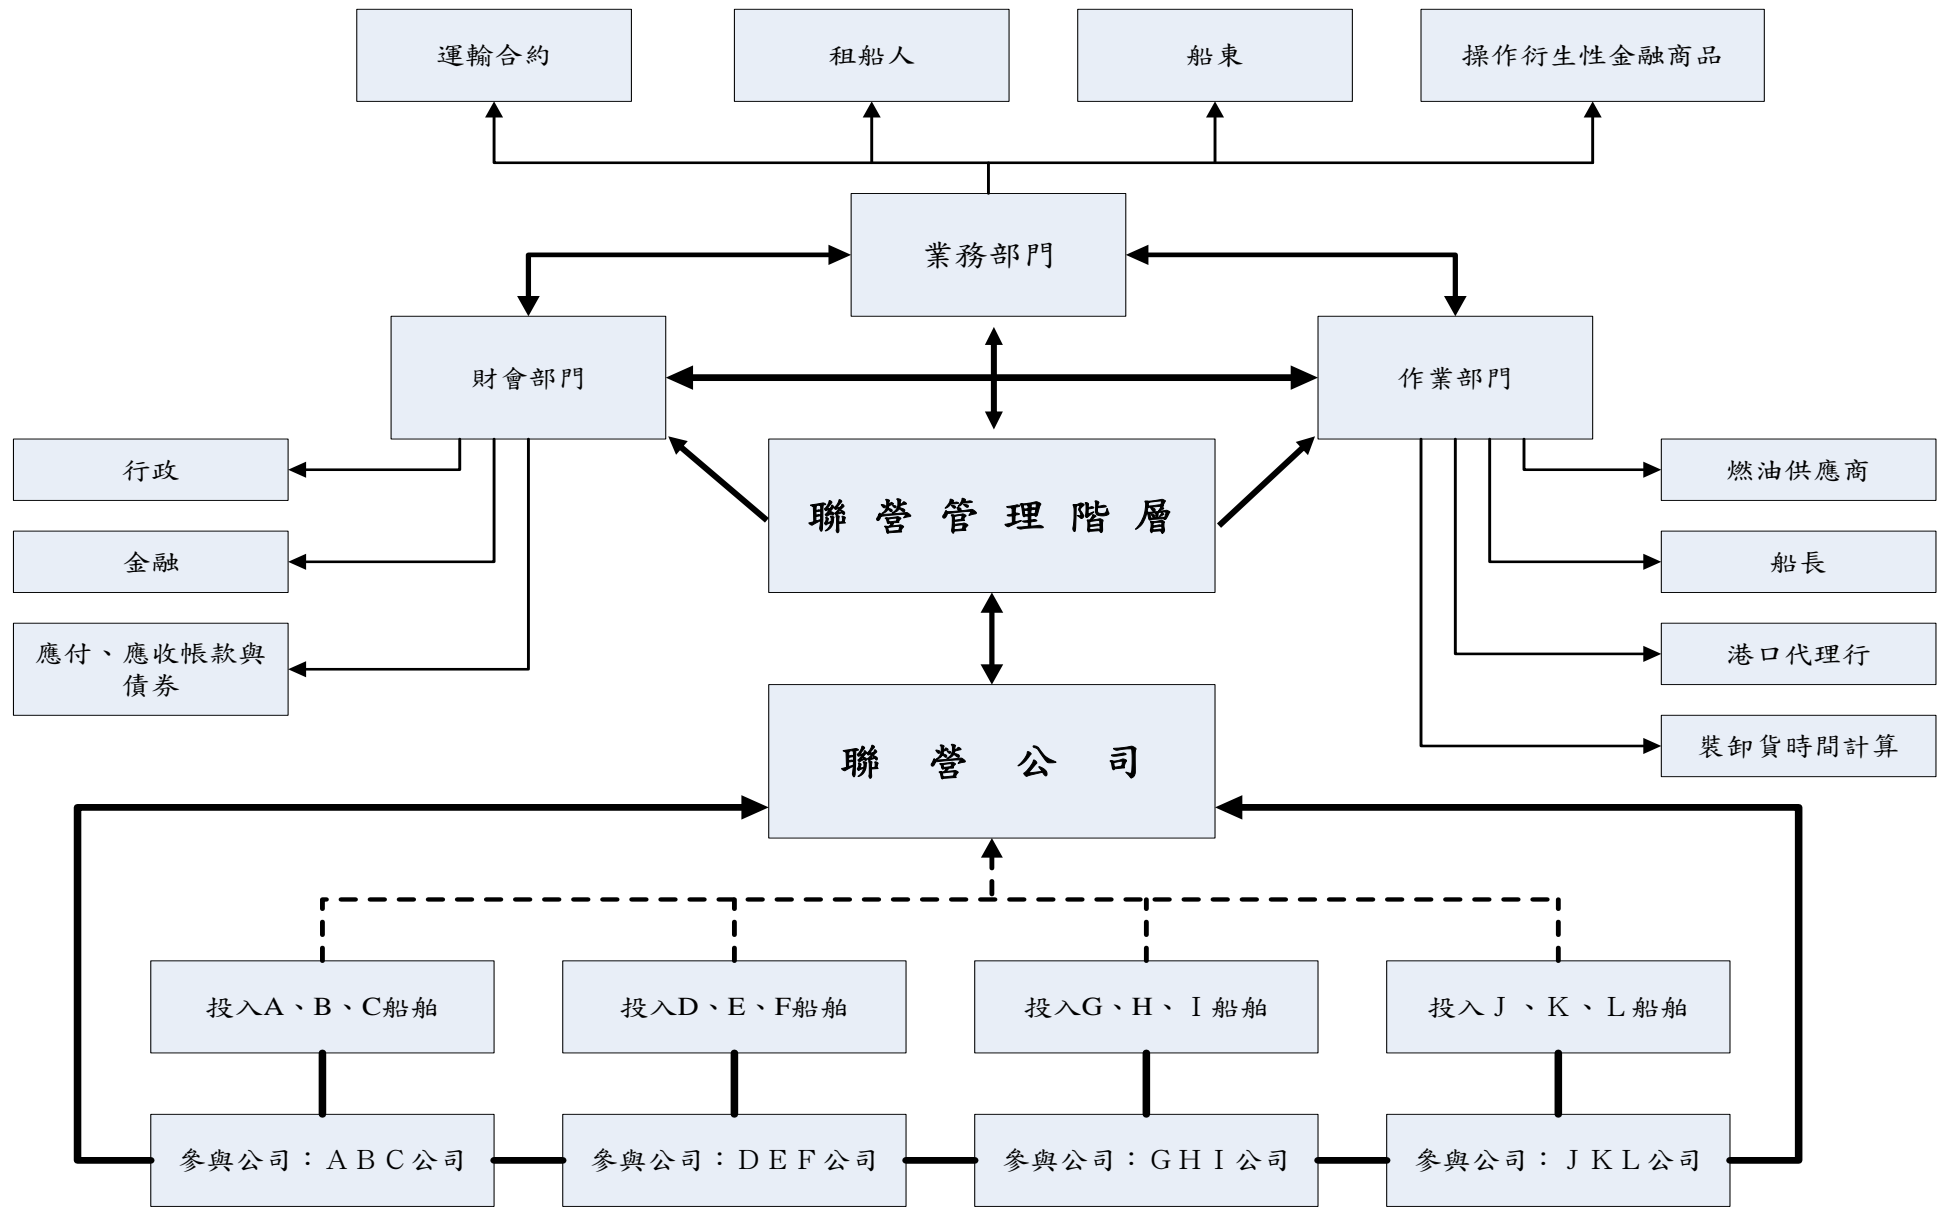 運輸合約
租船人
船東
操作衍生性金融商品
業務部門
財會部門
作業部門
行政
金融
應付、應收帳款與
債券
聯營管理階層
燃油供應商
船長
港口代理行
裝卸貨時間計算
聯營公司
投入A、B、C船舶
投入D、E、F船舶
投入G、H、Ｉ船舶
投入Ｊ、Ｋ、Ｌ船舶
參與公司：ＡＢＣ公司
參與公司：ＤＥＦ公司
參與公司：ＧＨＩ公司
參與公司：ＪＫＬ公司